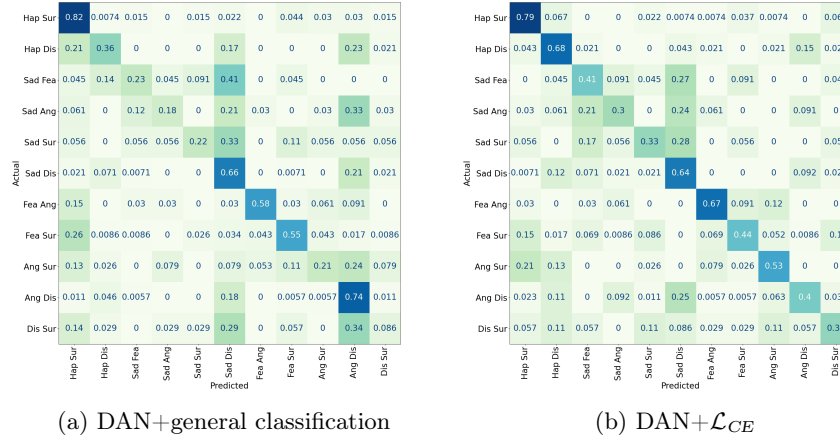 Hap Sur 0.82 0.0074 0.015 0 0.015 0.022 0 0.044 0.03 0.03 0
Hap Dis 0.21 0.36 0 0 0 0.17 0 0 0 0.23 0.021
Sad Fea 0.045 0.14 0.23 0.045 0.091 0.41 0 0.045 0 0 0
Sad Ang 0.061 0 0.12 0.18 0 0.21 0.03 0 0.03 0.33 0.03
Sad Sur 0.056 0 0.056 0.056 0.22 0.33 0 0.11 0.056 0.056 0.056
Sad Dis 0.021 0.071 0.0071 0 0 0.66 0 0.0071 0 0.21 0.021
Fea Ang 0.15 0 0.03 0.03 0 0.03 0.58 0.03 0.061 0.091 0
Fea Sur 0.26 0.0086 0.0086 0 0.026 0.034 0.043 0.55 0.043 0.017 0.0086
Ang Sur 0.13 0.026 0 0.079 0 0.079 0.053 0.11 0.21 0.24 0.079
Ang Dis 0.011 0.046 0.0057 0 0 0.18 0 0.0057 0.0057 0.74 0.011
Dis Sur 0.14 0.029 0 0.029 0.029 0.29 0 0.057 0 0.34 0.086
Actual
Hap Sur Hap Dis Sad Fea Sad Ang Sad Sur Sad Dis Fea Ang Fea Sur Ang Sur Ang Dis Dis Sur
Predicted
(a) DAN+general classification
Hap Sur 0.79 0.067 0 0 0.022 0.0074 0.0074 0.037 0.0074 0
Hap Dis 0.043 0.68 0.021 0 0 0.043 0.021 0 0.021 0.15
Sad Fea 0 0.045 0.41 0.091 0.045 0.27 0 0.091 0 0
Sad Ang 0.03 0.061 0.21 0.3 0 0.24 0.061 0 0 0.091 0
Sad Sur 0.056 0 0.17 0.056 0.33 0.28 0 0 0 0
Sad Dis 0.0071 0.12 0.071 0.021 0.021 0.64 0 0 0.0071 0.092
Fea Ang 0.03 0 0.03 0.061 0 0 0.67 0.091 0.12 0 0
Fea Sur 0.15 0.017 0.069 0.0086 0.086 0 0.069 0.44 0.052 0.0086
Ang Sur 0.21 0.13 0 0 0 0.026 0.079 0.026 0.53 0 0
Ang Dis 0.023 0.11 0 0.092 0.011 0.25 0.0057 0.0057 0.063 0.4
Dis Sur 0.057 0.11 0.057 0 0.11 0.086 0.029 0.029 0.11 0.057
Actual
Hap Sur Hap Dis Sad Fea Sad Ang Sad Sur Sad Dis Fea Ang Fea Sur Ang Sur Ang Dis Dis Sur
Predicted
(b) DAN+ℒCE